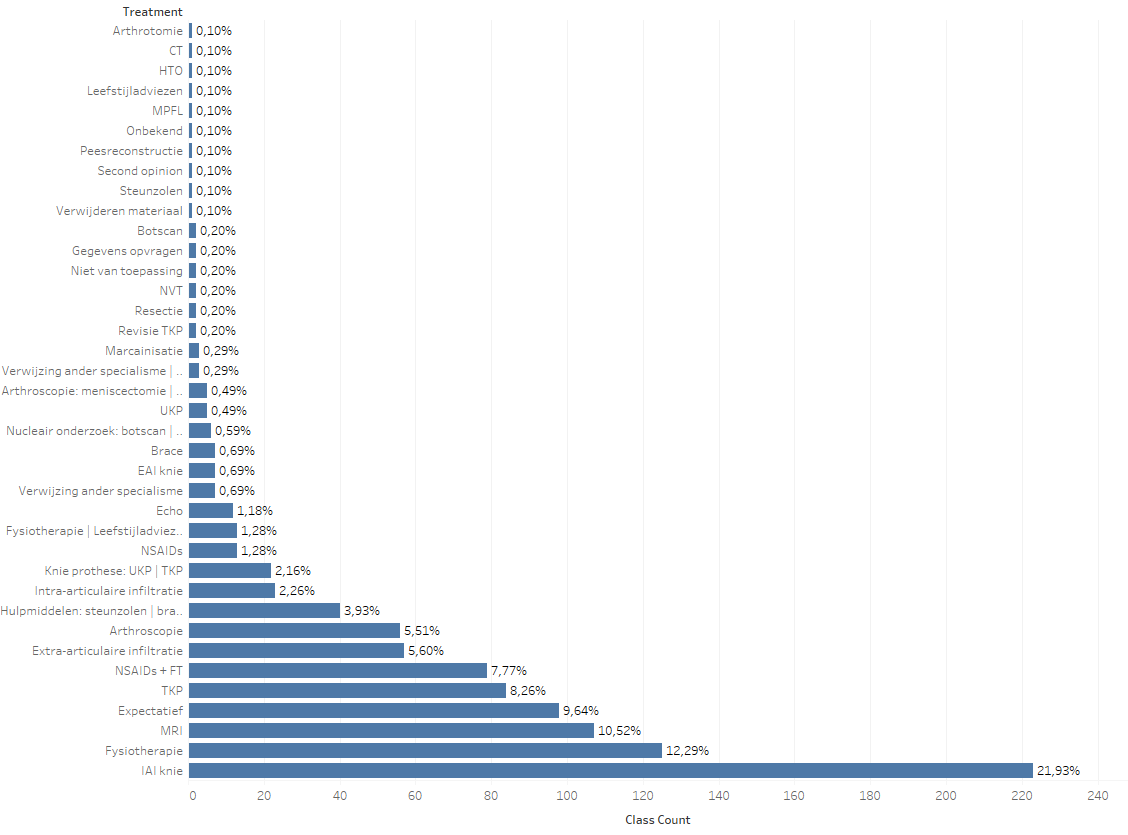 Treatment
Arthrotomie 0,10%
CT 0,10%
HTO 0,10%
Leefstijladviezen 0,10%
MPFL 0,10%
Onbekend 0,10%
Peesreconstructie 0,10%
Second opinion 0,10%
Steunzolen 0,10%
Verwijderen materiaal 0,10%
Botscan 0,20%
Gegevens opvragen 0,20%
Niet van toepassing 0,20%
NVT 0,20%
Resectie 0,20%
Revisie TKP 0,20%
Marcainisatie 0,29%
Verwijzing ander specialisme | .. 0,29%
Arthroscopie: meniscectomie | .. 0,49%
UKP 0,49%
Nucleair onderzoek: botscan | .. 0,59%
Brace 0,69%
EAI knie 0,69%
Verwijzing ander specialisme 0,69%
Echo 1,18%
Fysiotherapie | Leefstijladviez.. 1,28%
NSAIDs 1,28%
Knie prothese: UKP | TKP 2,16%
Intra-articulaire infiltratie 2,26%
Hulpmiddelen: steunzolen | bra.. 3,93%
Arthroscopie 5,51%
Extra-articulaire infiltratie 5,60%
NSAIDs + FT 7,77%
TKP 8,26%
Expectatief 9,64%
MRI 10,52%
Fysiotherapie 12,29%
IAI knie 21,93%
0 20 40 60 80 100 120 140 160 180 200 220 240
Class Count